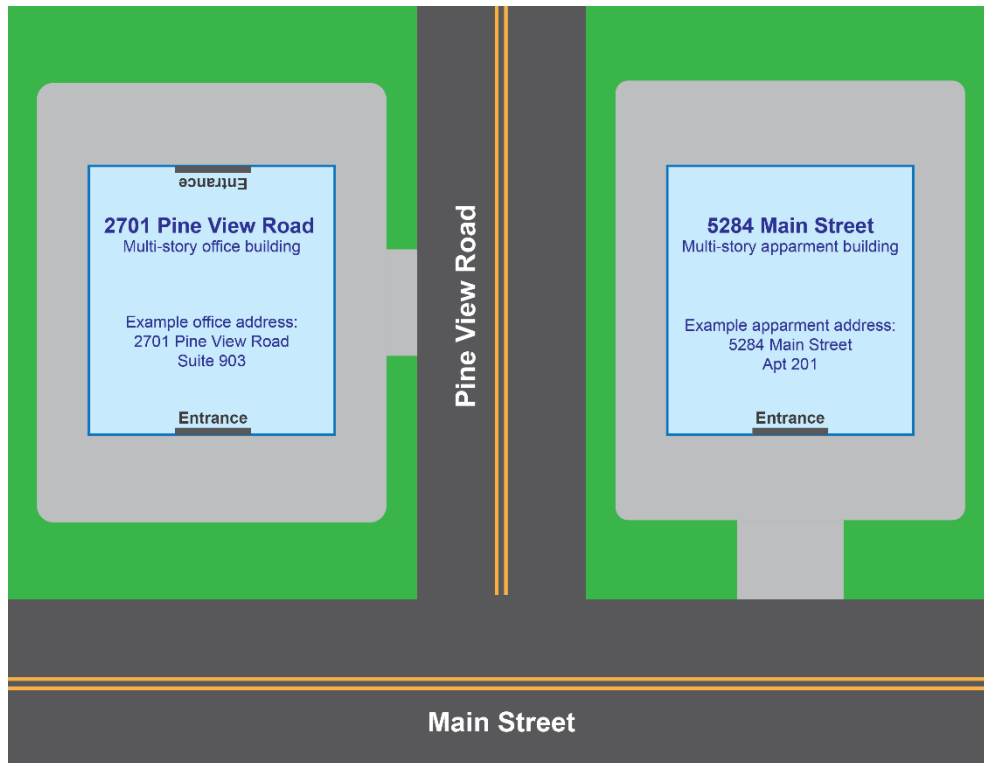 Entrance
2701 Pine View Road
Multi-story office building
Example office address:
2701 Pine View Road
Suite 903
Entrance
Pine View Road
5284 Main Street
Multi-story apparment building
Example apparment address:
5284 Main Street
Apt 201
Entrance
Main Street